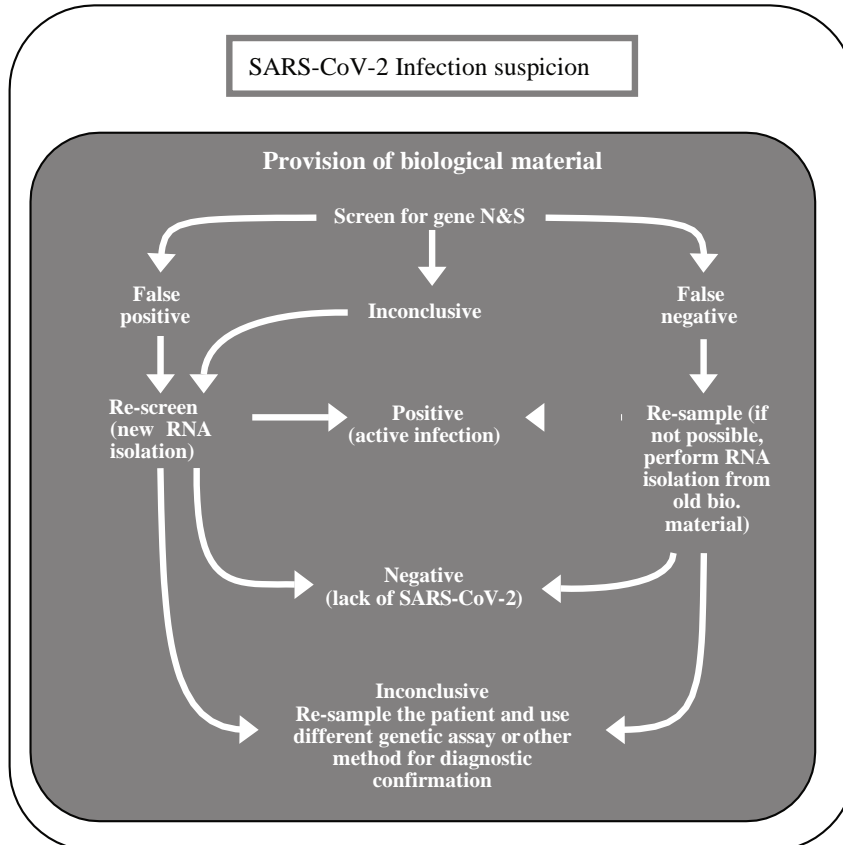 SARS-CoV-2 Infection suspicion
Provision of biological material
Screen for gene N&S
False
positive
Inconclusive
False
negative
Re-screen
(new RNA
isolation)
Positive
(active infection)
Re-sample (if
not possible,
perform RNA
isolation from
old bio.
material)
Negative
(lack of SARS-CoV-2)
Inconclusive
Re-sample the patient and use
different genetic assay or other
method for diagnostic
confirmation